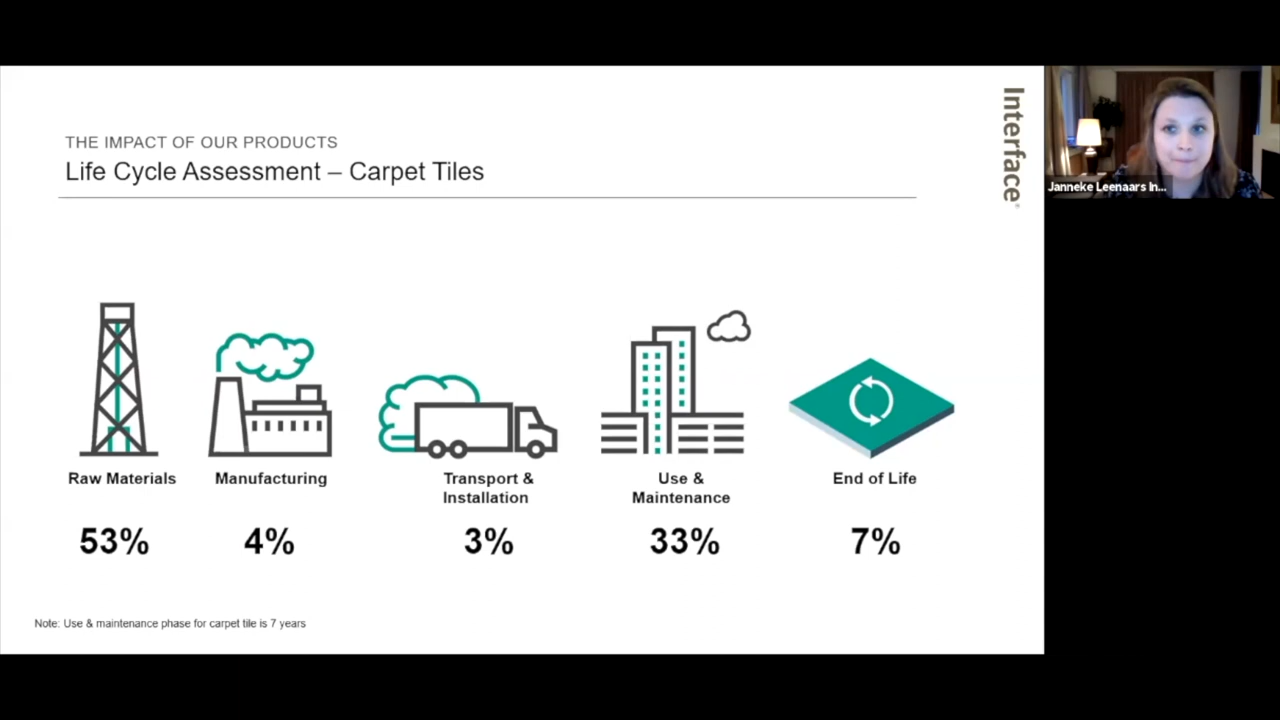 THE IMPACT OF OUR PRODUCTS
Life Cycle Assessment – Carpet Tiles
Interface®
Janneke Leenaars In...
Raw Materials
53%
Manufacturing
4%
Transport &
Installation
3%
Use &
Maintenance
33%
End of Life
7%
Note: Use & maintenance phase for carpet tile is 7 years